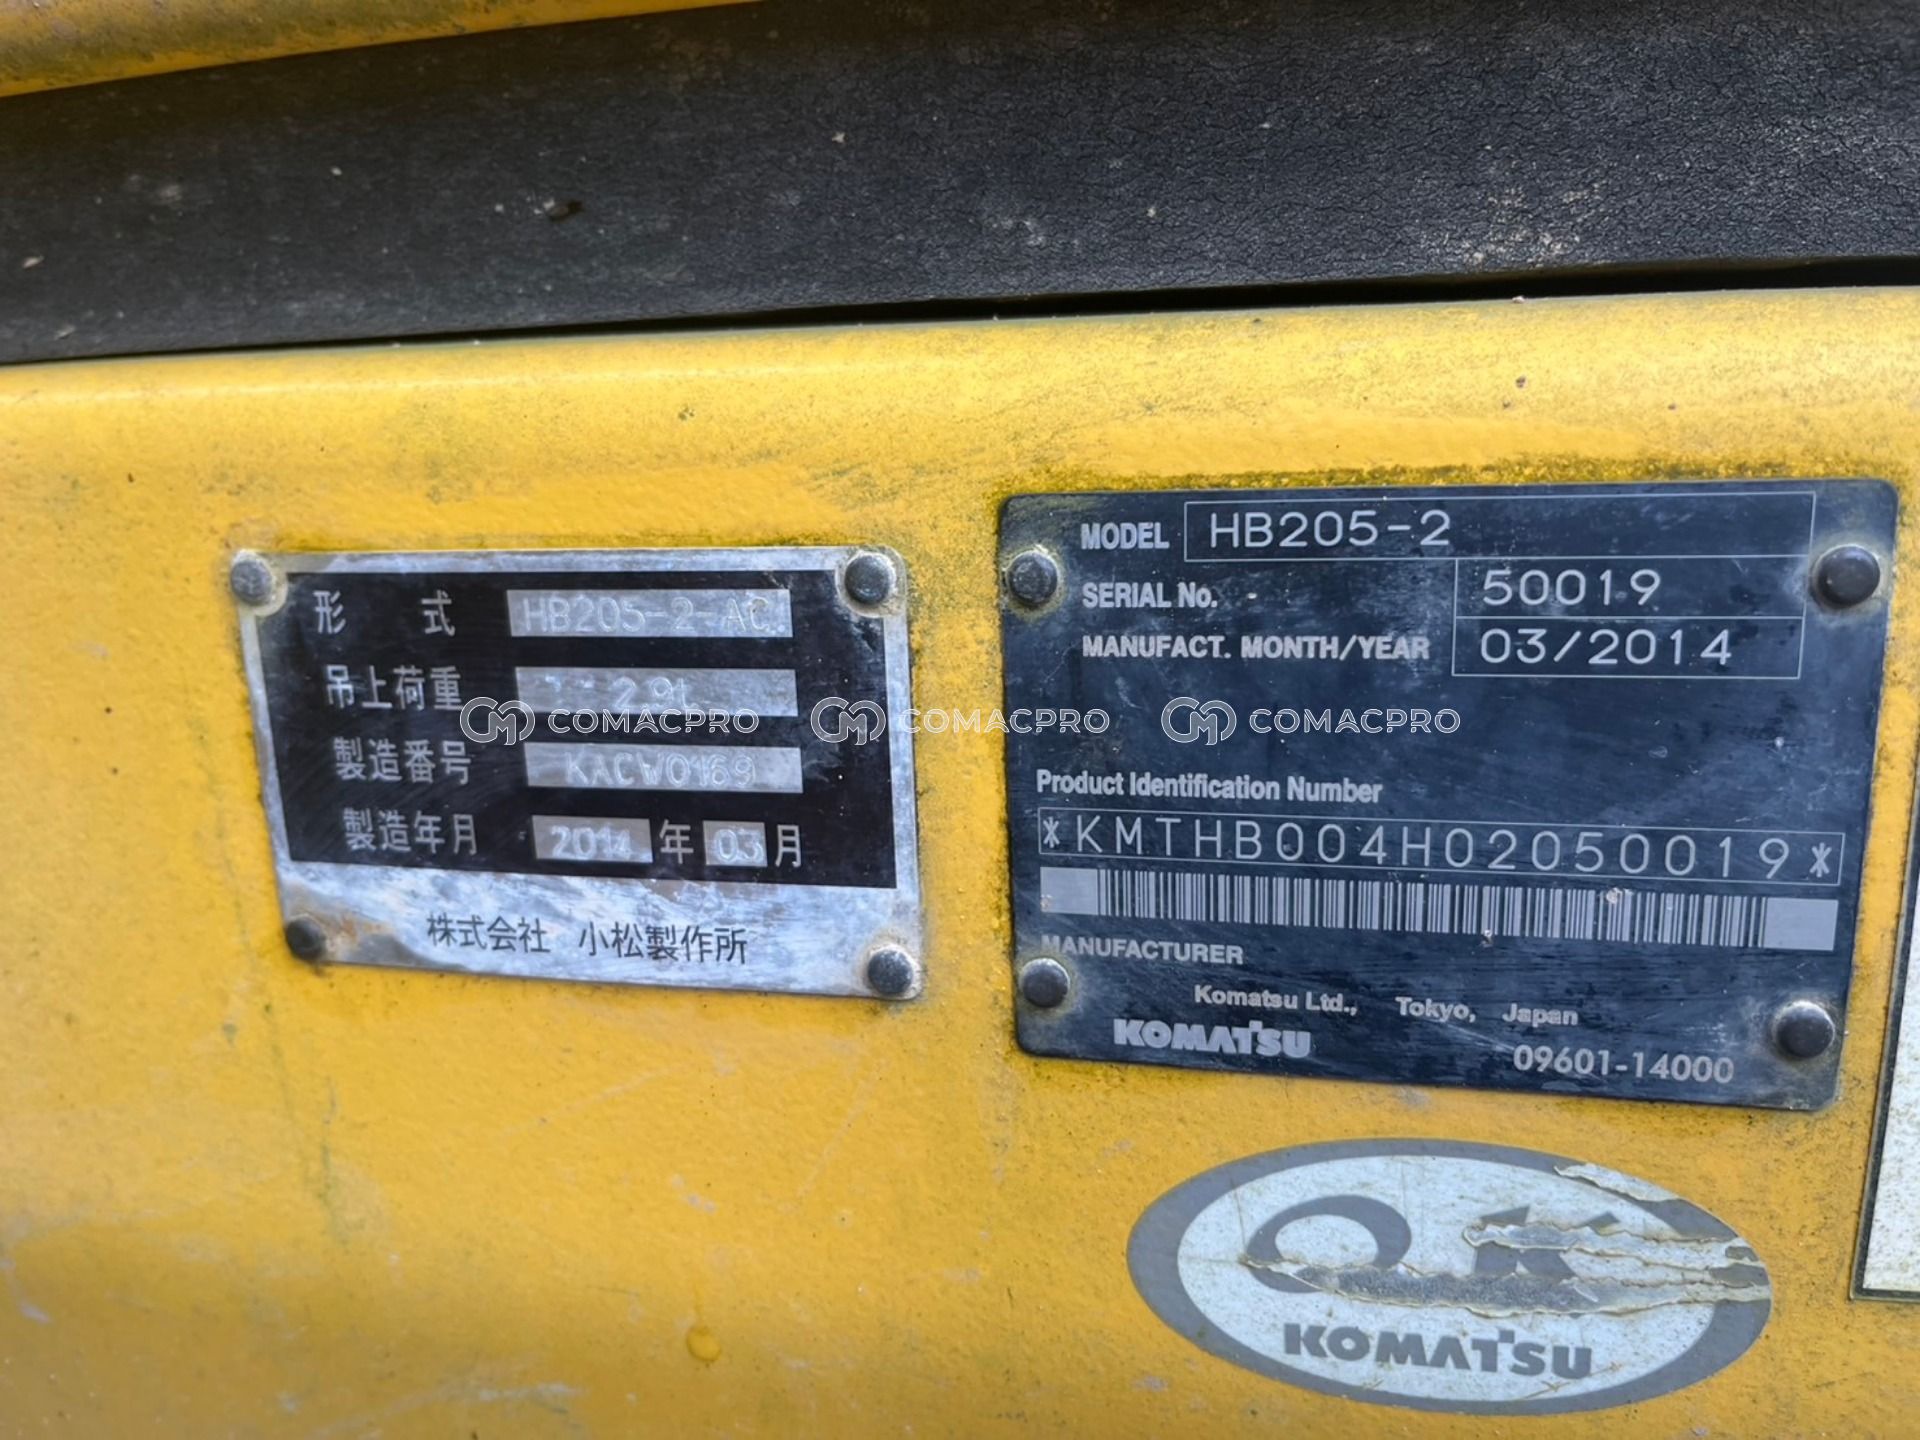 形 式 HB205-2-AC
吊上荷重 2.9t
製造番号 KACW0169
製造年月 2014 年 03 月
株式会社 小松製作所
MODEL HB205-2
SERIAL No. 50019
MANUFACT. MONTH/YEAR 03/2014
Product Identification Number
*KMTHB004H02050019*
MANUFACTURER
Komatsu Ltd., Tokyo, Japan
KOMATSU 09601-14000
COMACPRO COMACPRO COMACPRO
OK
KOMATSU